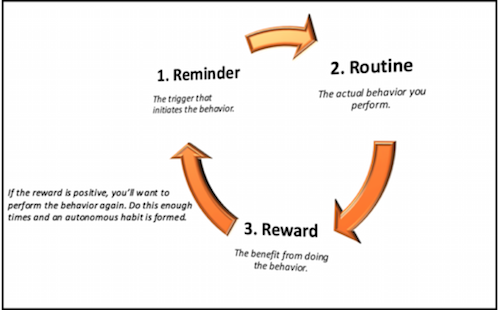 1. Reminder
The trigger that
initiates the behavior.
2. Routine
The actual behavior you
perform.
3. Reward
The benefit from doing
the behavior.
If the reward is positive, you'll want to
perform the behavior again. Do this enough
times and an autonomous habit is formed.